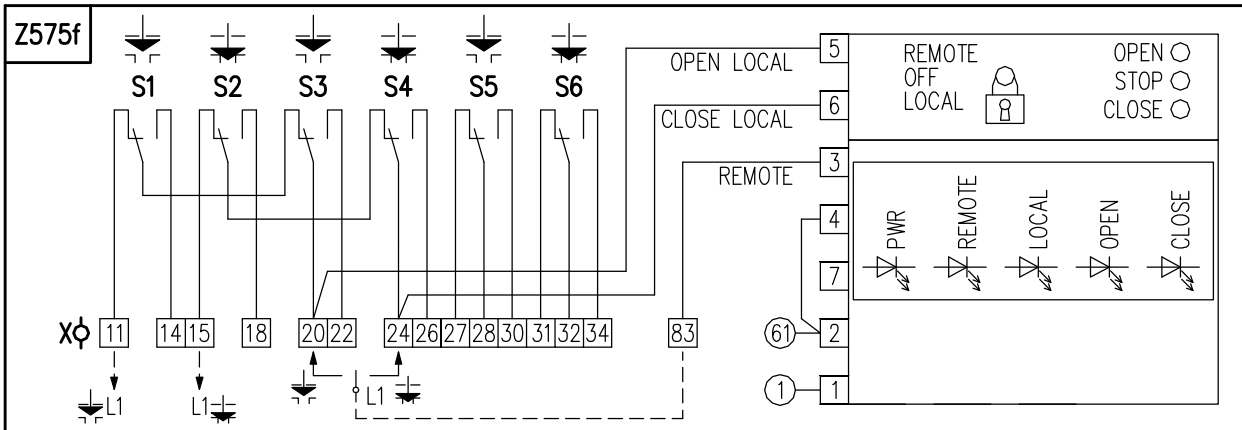 Z575f
S1 S2 S3 S4 S5 S6
OPEN LOCAL 5
CLOSE LOCAL 6
REMOTE 3
4
7
61 2
1 1
REMOTE
OFF
LOCAL
OPEN
STOP
CLOSE
PWR
REMOTE
LOCAL
OPEN
CLOSE
X 11 14 15 18 20 22 24 26 27 28 30 31 32 34 83
L1 L1 L1